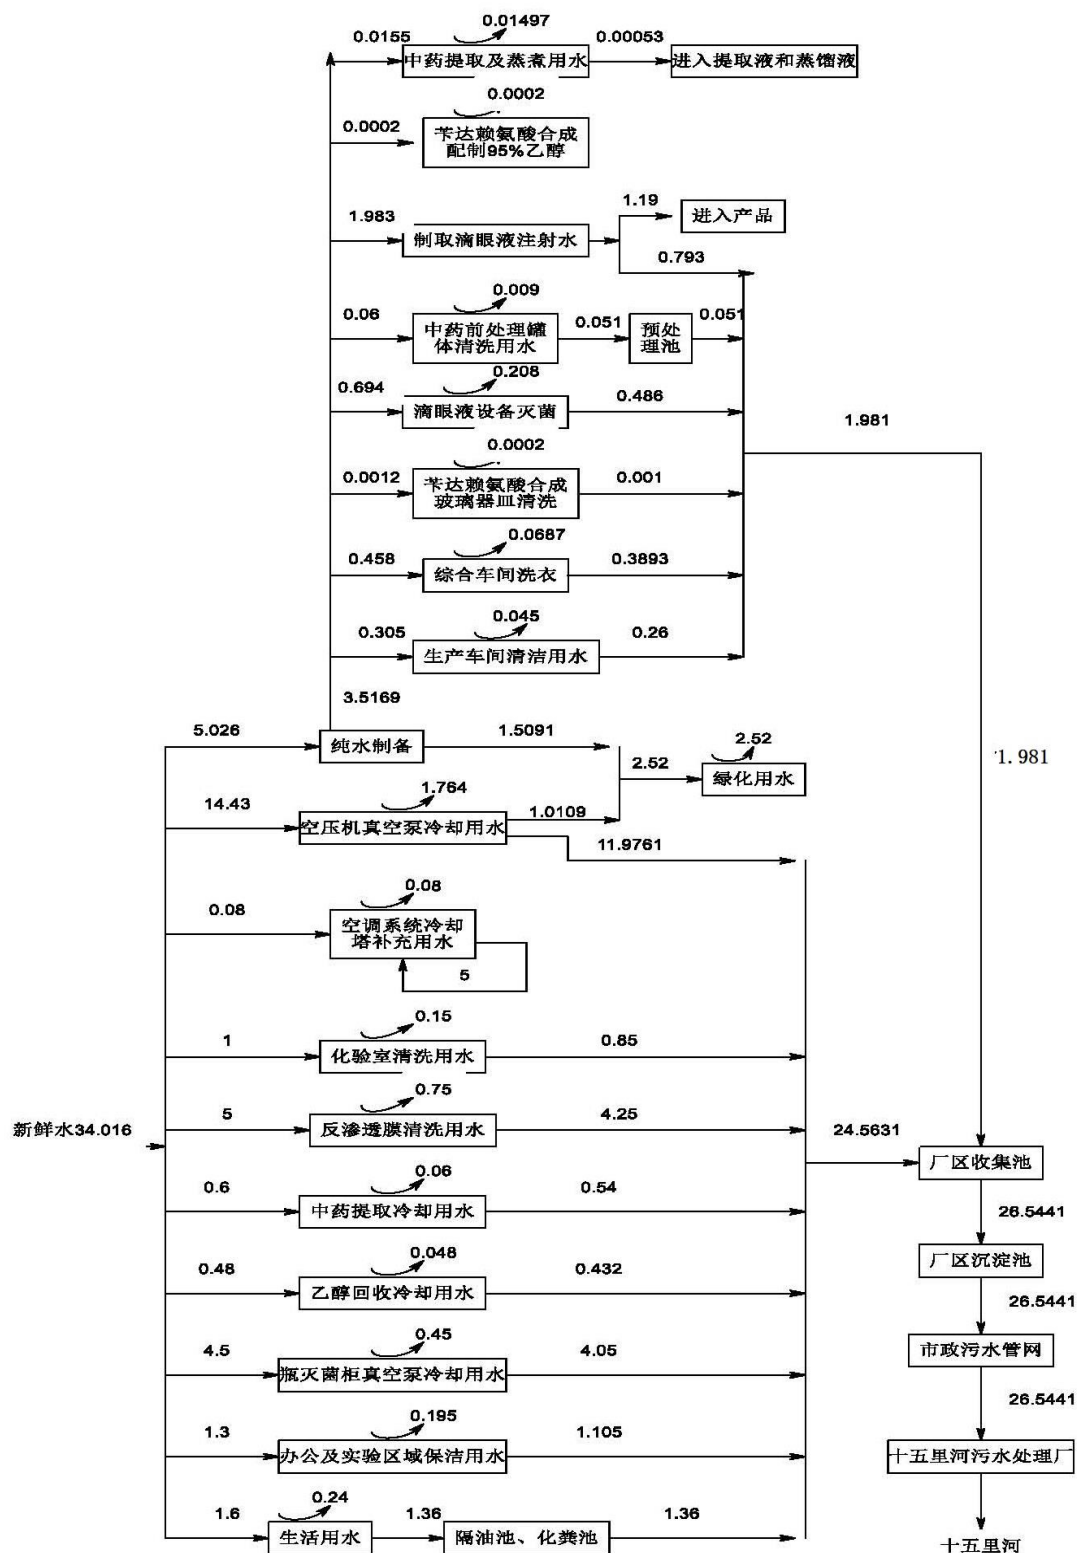 0.01497
0.0155
中药提取及蒸煮用水
0.00053
进入提取液和蒸馏液
0.0002
0.0002
苄达赖氨酸合成
配制95%乙醇
1.983
制取滴眼液注射水
1.19
进入产品
0.793
0.009
0.06
中药前处理罐
体清洗用水
0.051
预处
理池
0.051
0.208
0.694
滴眼液设备灭菌
0.486
1.981
0.0002
0.0012
苄达赖氨酸合成
玻璃器皿清洗
0.001
0.0687
0.458
综合车间洗衣
0.3893
0.045
0.305
生产车间清洁用水
0.26
3.5169
5.026
纯水制备
1.5091
2.52
2.52
绿化用水
1.981
1.764
14.43
空压机真空泵冷却用水
1.0109
11.9761
0.08
0.08
空调系统冷却
塔补充用水
5
0.15
1
化验室清洗用水
0.85
0.75
5
反渗透膜清洗用水
4.25
新鲜水34.016
24.5631
厂区收集池
0.06
0.6
中药提取冷却用水
0.54
26.5441
厂区沉淀池
0.048
0.48
乙醇回收冷却用水
0.432
26.5441
0.45
4.5
瓶灭菌柜真空泵冷却用水
4.05
市政污水管网
26.5441
0.195
1.3
办公及实验区域保洁用水
1.105
十五里河污水处理厂
0.24
1.6
生活用水
1.36
隔油池、化粪池
1.36
十五里河